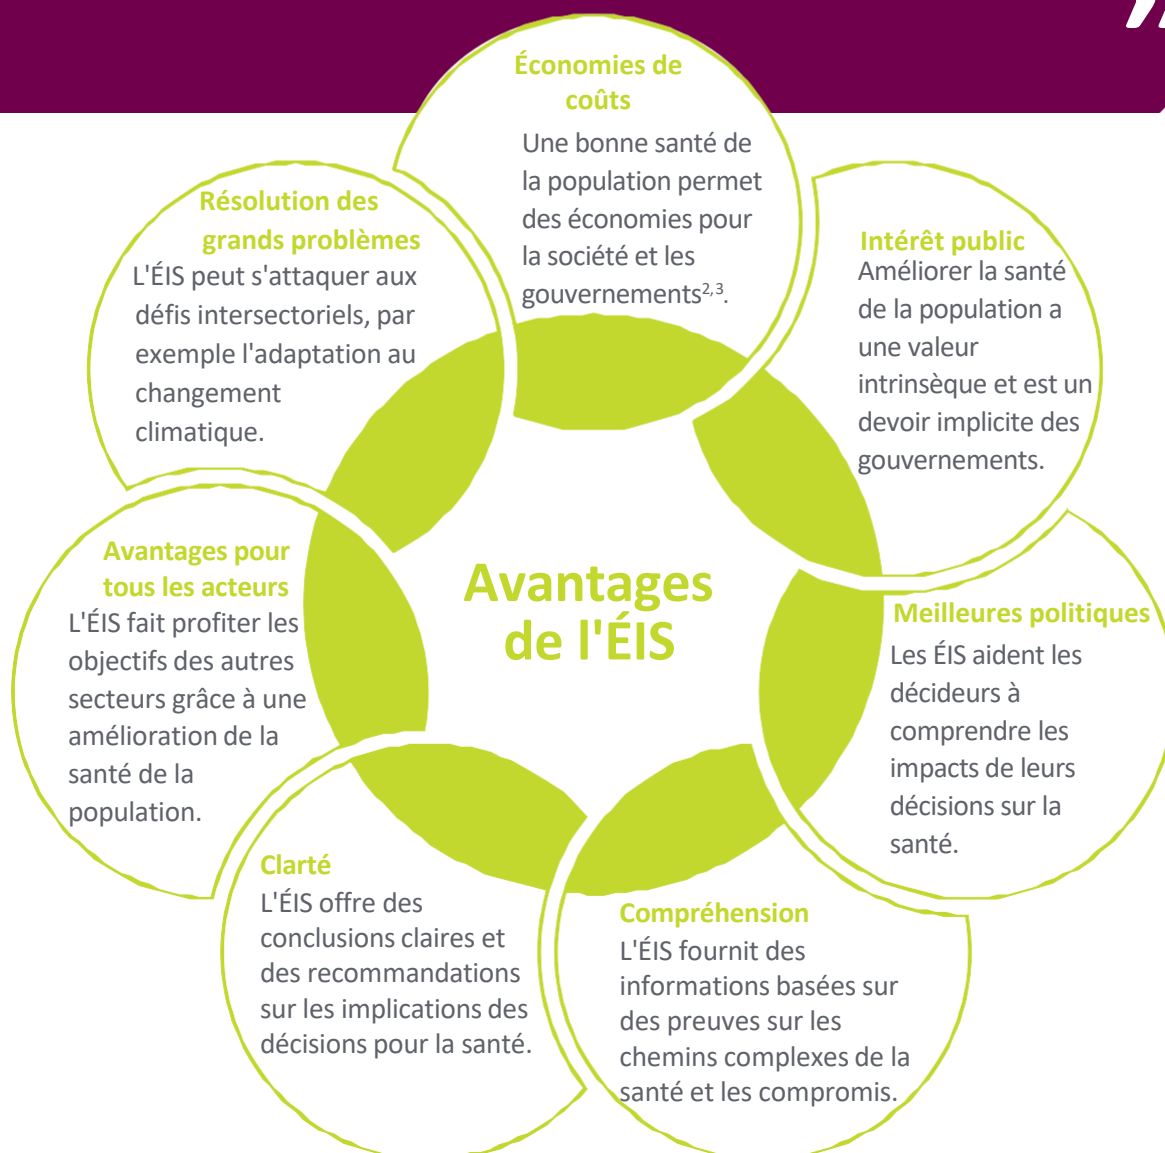 ”
Économies de
coûts
Une bonne santé de
la population permet
des économies pour
la société et les
gouvernements2,3.
Intérêt public
Améliorer la santé
de la population a
une valeur
intrinsèque et est un
devoir implicite des
gouvernements.
Meilleures politiques
Les ÉIS aident les
décideurs à
comprendre les
impacts de leurs
décisions sur la
santé.
Compréhension
L'ÉIS fournit des
informations basées sur
des preuves sur les
chemins complexes de la
santé et les compromis.
Clarté
L'ÉIS offre des
conclusions claires et
des recommandations
sur les implications des
décisions pour la santé.
Avantages pour
tous les acteurs
L'ÉIS fait profiter les
objectifs des autres
secteurs grâce à une
amélioration de la
santé de la
population.
Résolution des
grands problèmes
L'ÉIS peut s'attaquer aux
défis intersectoriels, par
exemple l'adaptation au
changement
climatique.
Avantages
de l'ÉIS